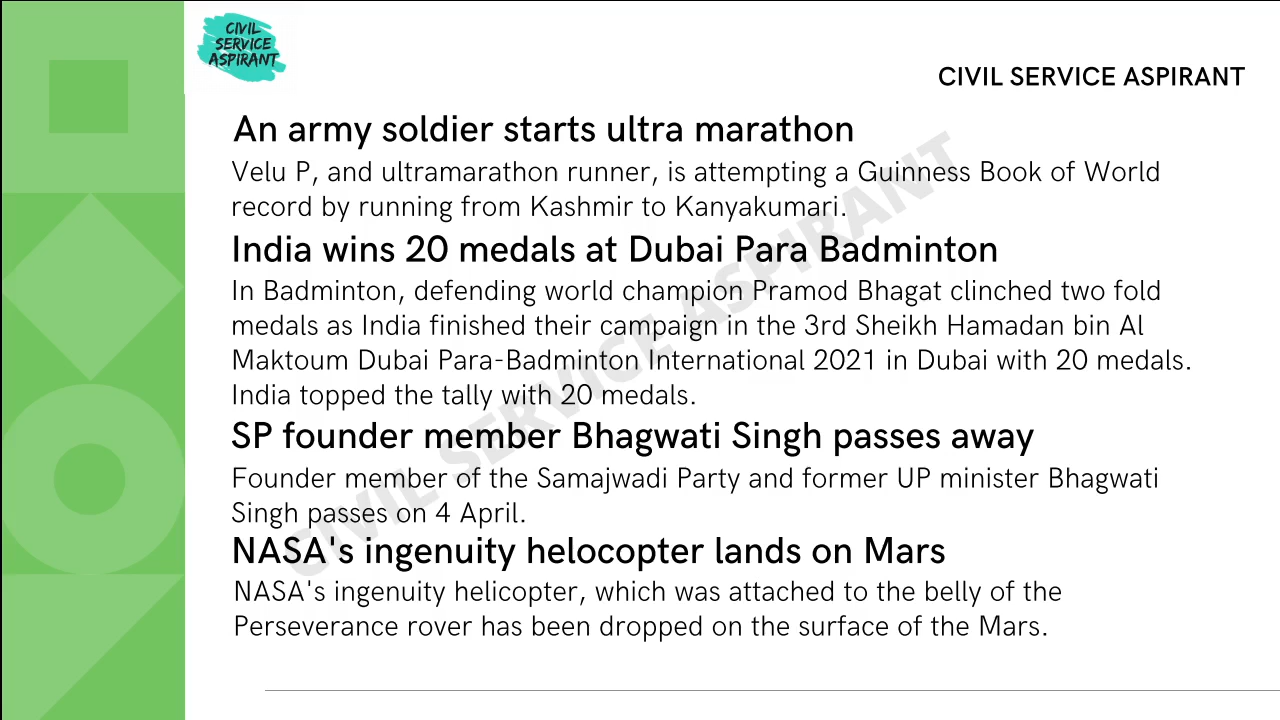 CIVIL
SERVICE
ASPIRANT
CIVIL SERVICE ASPIRANT
An army soldier starts ultra marathon
Velu P, and ultramarathon runner, is attempting a Guinness Book of World
record by running from Kashmir to Kanyakumari.
India wins 20 medals at Dubai Para Badminton
In Badminton, defending world champion Pramod Bhagat clinched two fold
medals as India finished their campaign in the 3rd Sheikh Hamadan bin Al
Maktoum Dubai Para-Badminton International 2021 in Dubai with 20 medals.
India topped the tally with 20 medals.
SP founder member Bhagwati Singh passes away
Founder member of the Samajwadi Party and former UP minister Bhagwati
Singh passes on 4 April.
NASA's ingenuity helocopter lands on Mars
NASA's ingenuity helicopter, which was attached to the belly of the
Perseverance rover has been dropped on the surface of the Mars.
CIVIL SERVICE ASPIRANT